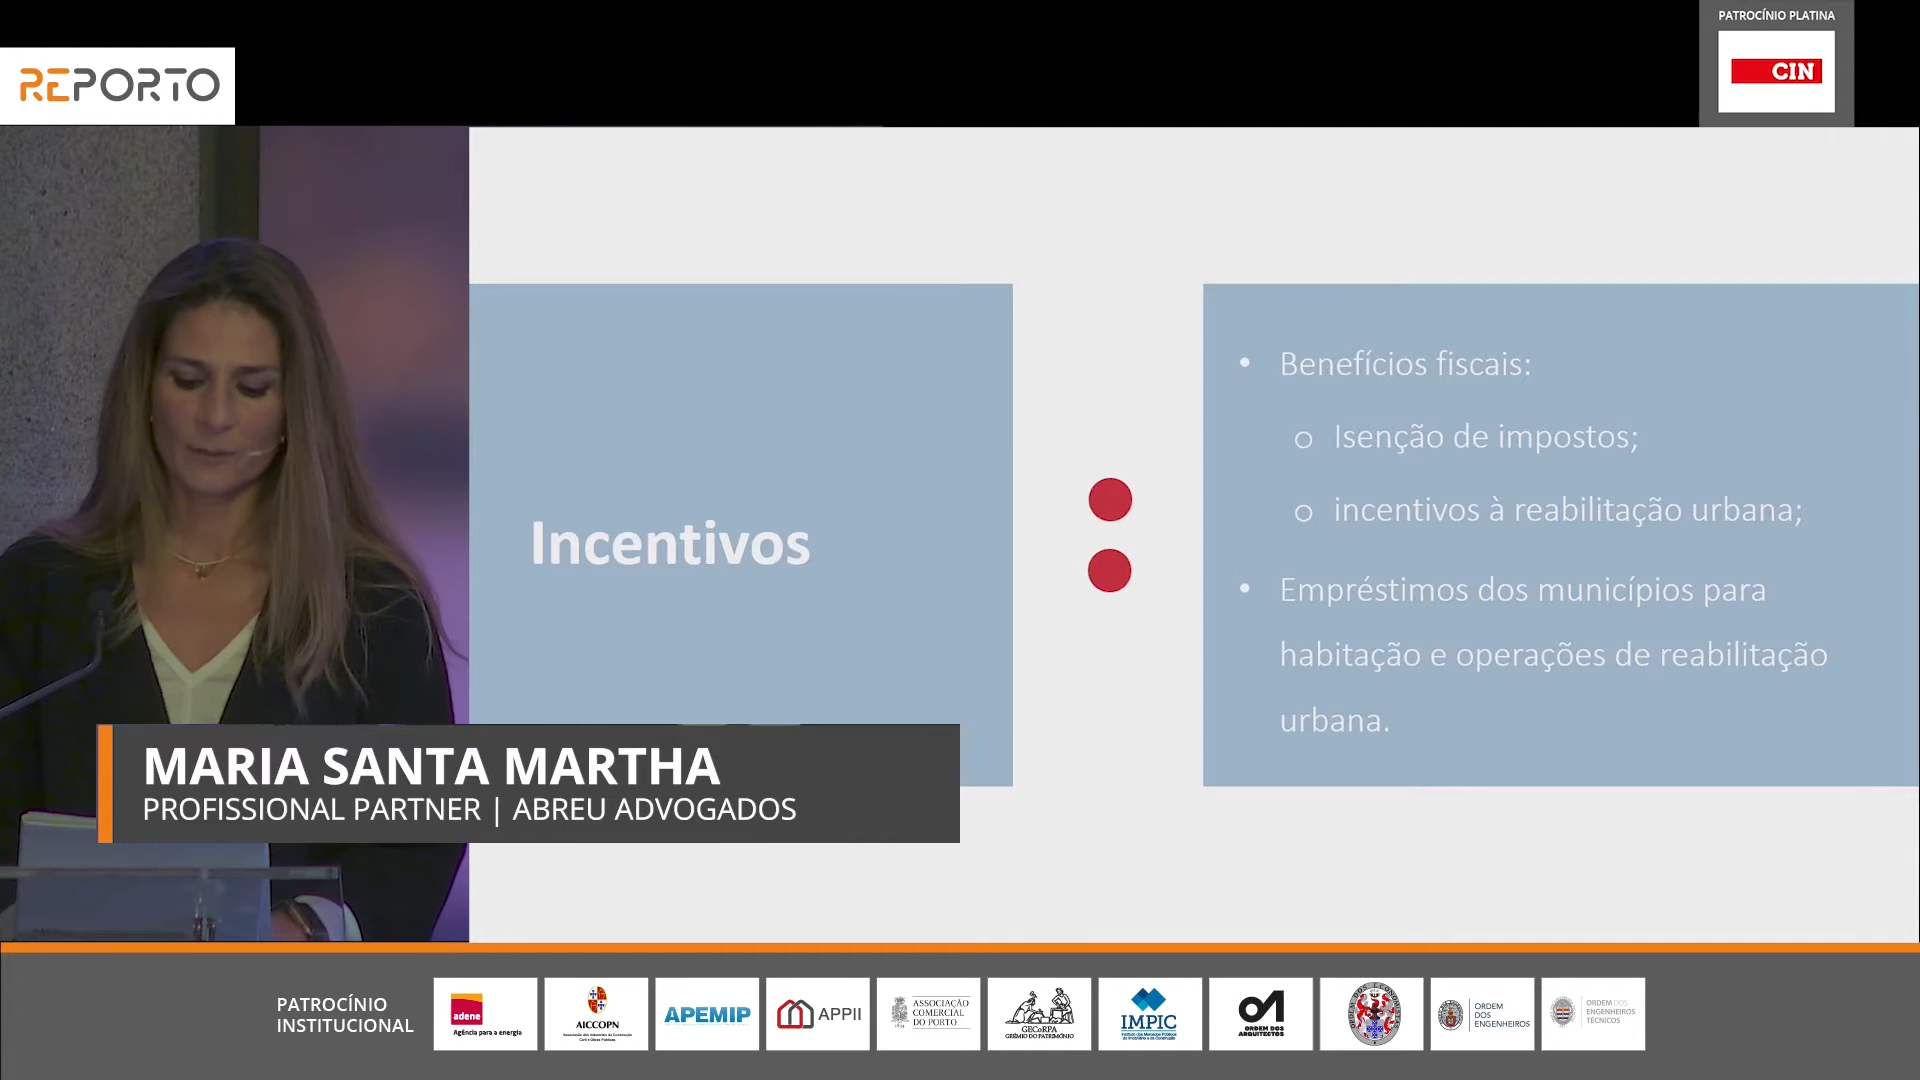 PATROCÍNIO PLATINA
CIN
REPORTO
Incentivos
• Benefícios fiscais:
o Isenção de impostos;
o incentivos à reabilitação urbana;
• Empréstimos dos municípios para
habitação e operações de reabilitação
urbana.
MARIA SANTA MARTHA
PROFISSIONAL PARTNER | ABREU ADVOGADOS
PATROCÍNIO
INSTITUCIONAL
adene
Agência para a energia
AICCOPN
APEMIP
APPII
ASSOCIAÇÃO
COMERCIAL
DO PORTO
GECoRPA
GRÉMIO DO PATRIMÓNIO
IMPIC
ORDEM DOS
ARQUITECTOS
ORDEM
DOS
ENGENHEIROS
ORDEM DOS
ENGENHEIROS
TÉCNICOS